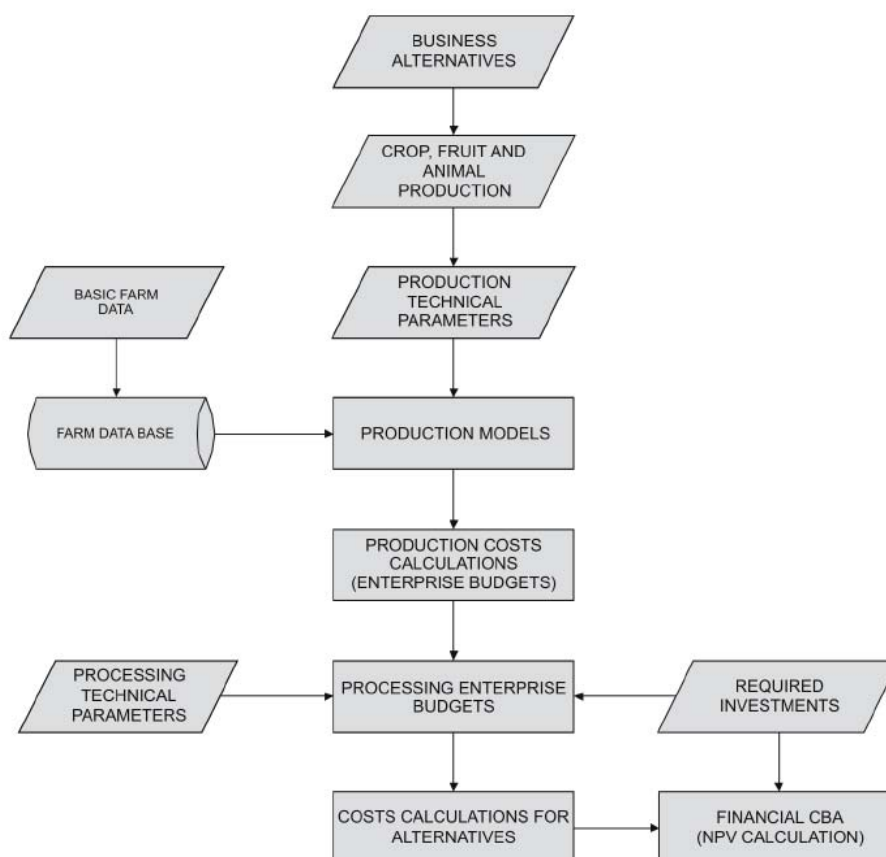 BUSINESS
ALTERNATIVES
CROP, FRUIT AND
ANIMAL
PRODUCTION
PRODUCTION
TECHNICAL
PARAMETERS
BASIC FARM
DATA
FARM DATA BASE
PRODUCTION MODELS
PRODUCTION COSTS
CALCULATIONS
(ENTERPRISE BUDGETS)
PROCESSING
TECHNICAL
PARAMETERS
PROCESSING ENTERPRISE
BUDGETS
REQUIRED
INVESTMENTS
COSTS CALCULATIONS FOR
ALTERNATIVES
FINANCIAL CBA
(NPV CALCULATION)